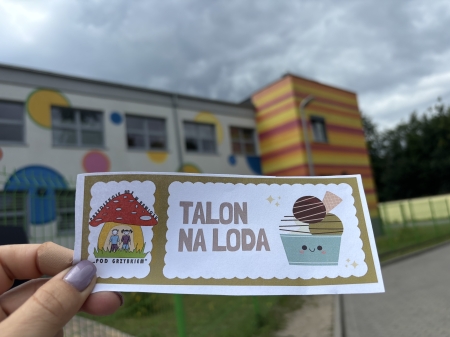 TALON
NA LODA
"POD GRZYBKIEM"